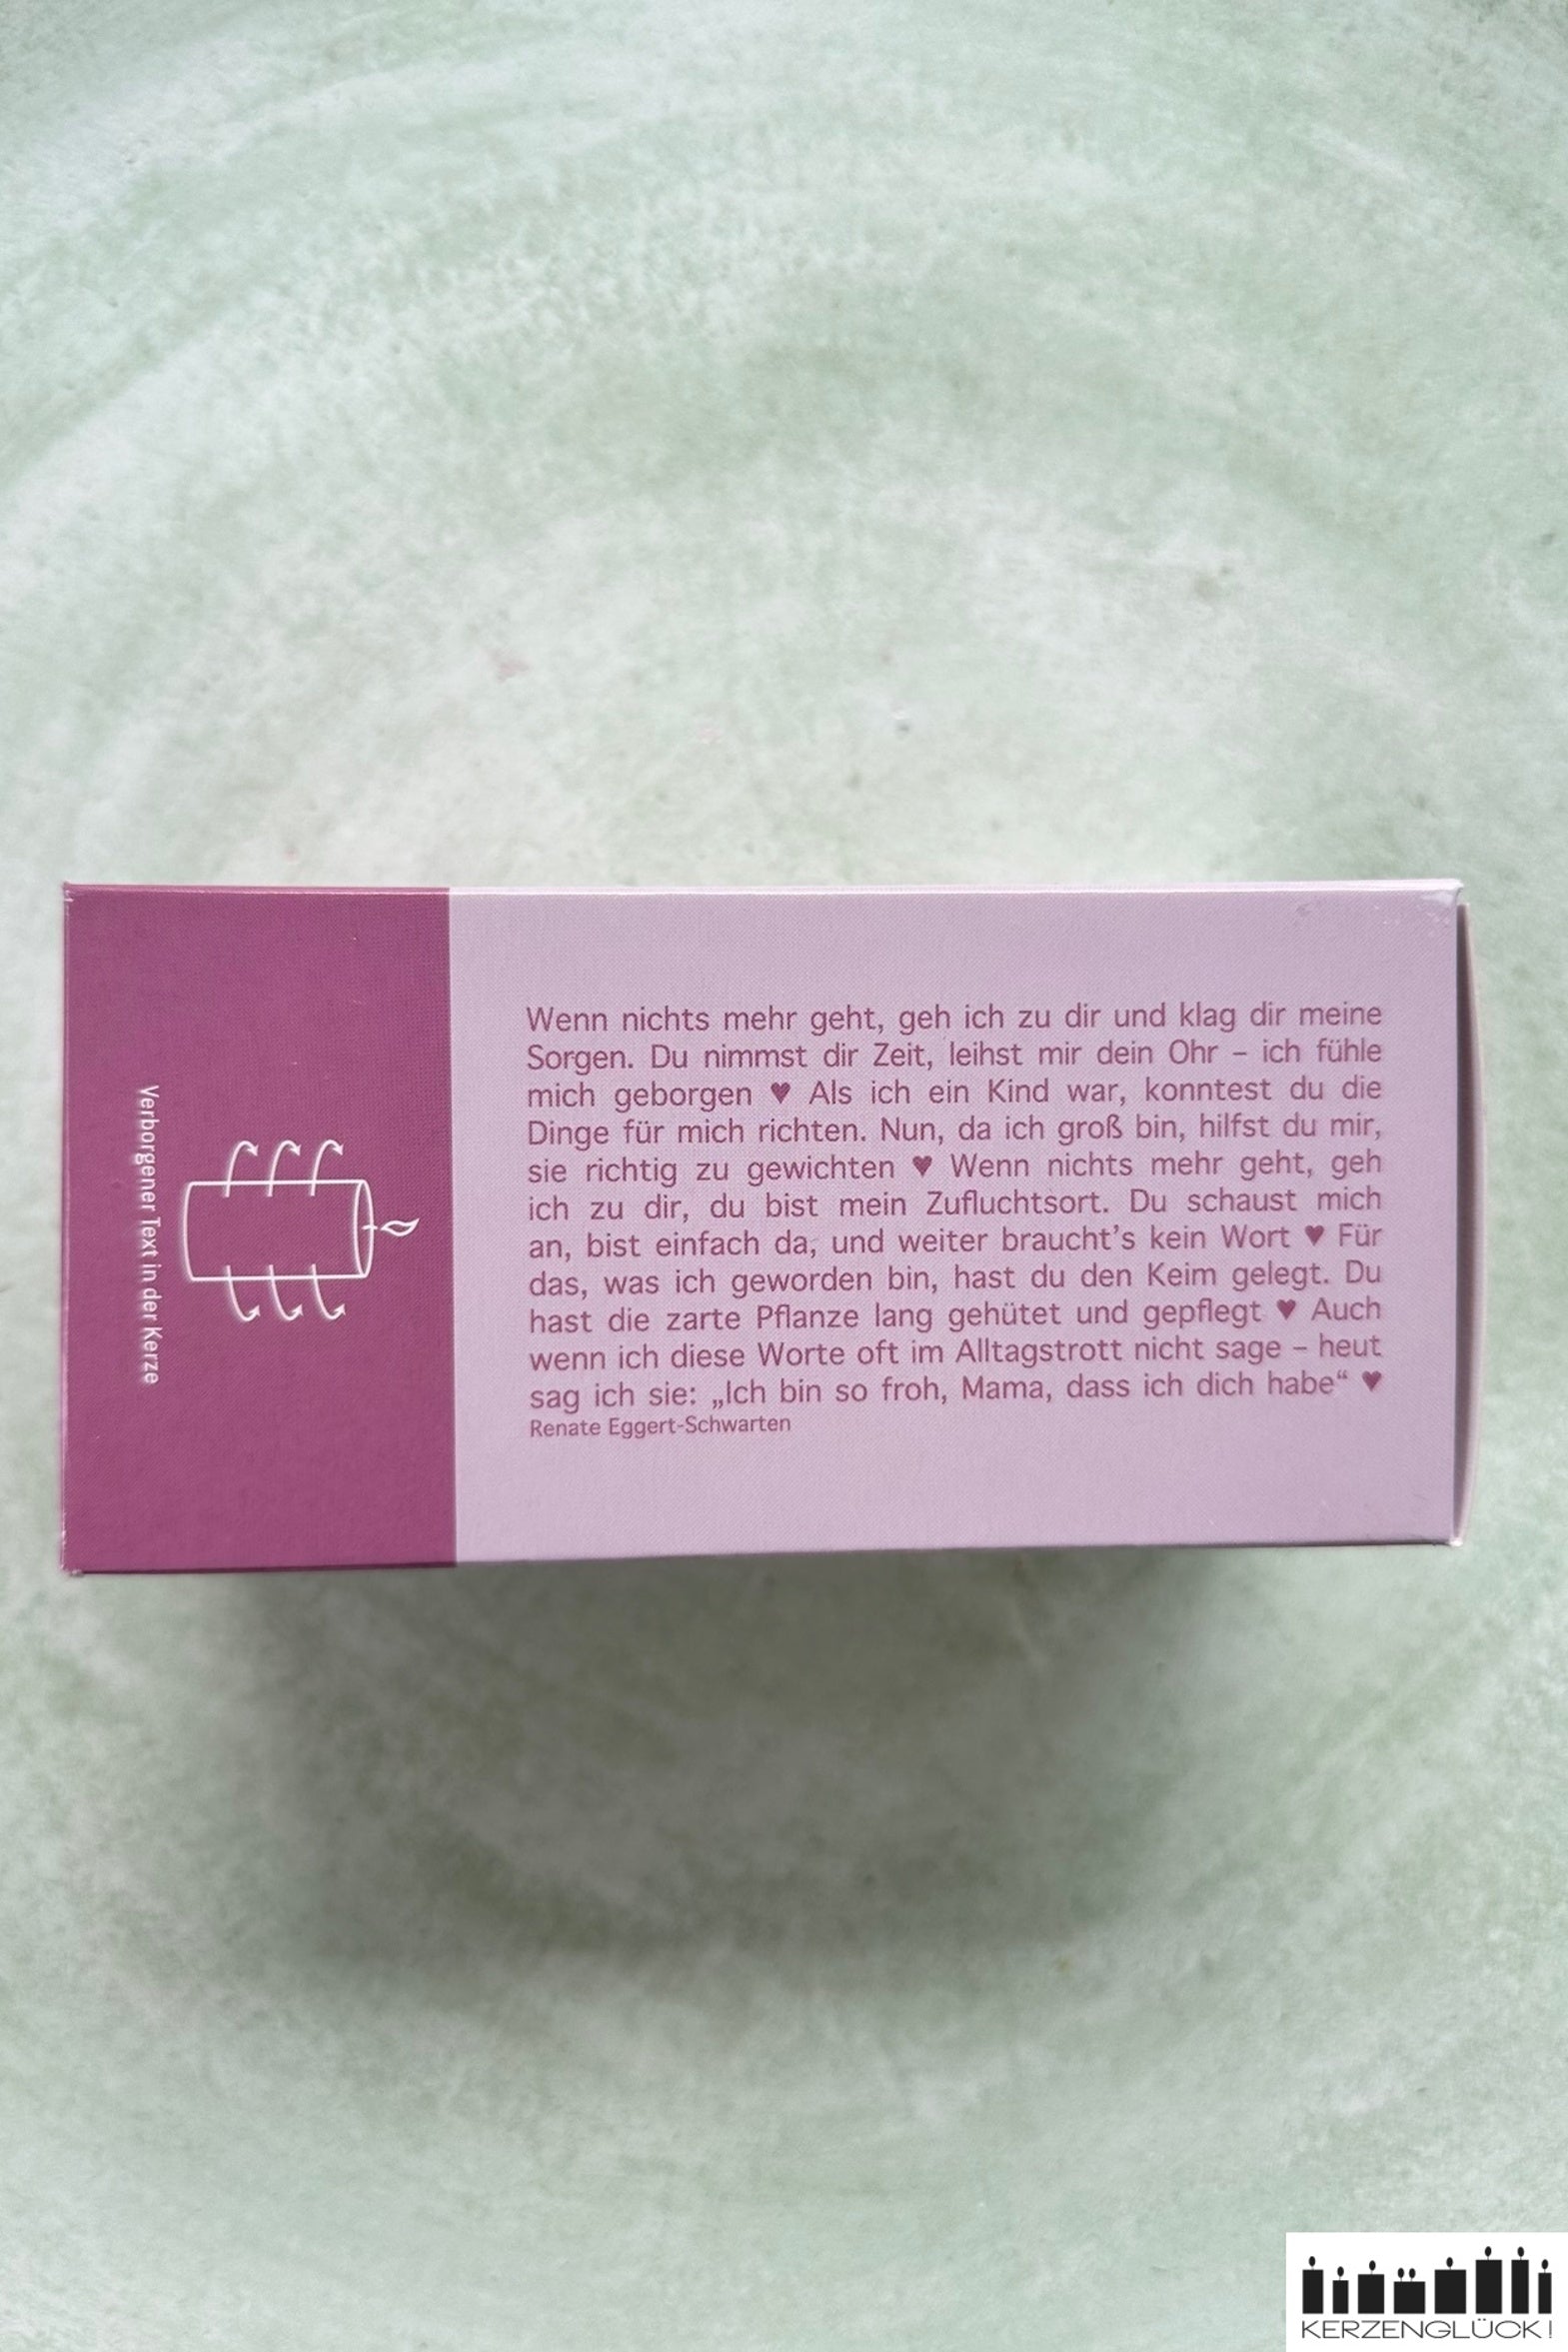 Verborgener Text in der Kerze
Wenn nichts mehr geht, geh ich zu dir und klag dir meine
Sorgen. Du nimmst dir Zeit, leihst mir dein Ohr – ich fühle
mich geborgen ♥ Als ich ein Kind war, konntest du die
Dinge für mich richten. Nun, da ich groß bin, hilfst du mir,
sie richtig zu gewichten ♥ Wenn nichts mehr geht, geh
ich zu dir, du bist mein Zufluchtsort. Du schaust mich
an, bist einfach da, und weiter braucht’s kein Wort ♥ Für
das, was ich geworden bin, hast du den Keim gelegt. Du
hast die zarte Pflanze lang gehütet und gepflegt ♥ Auch
wenn ich diese Worte oft im Alltagstrott nicht sage – heut
sag ich sie: „Ich bin so froh, Mama, dass ich dich habe“ ♥
Renate Eggert-Schwarten
KERZENGLÜCK!